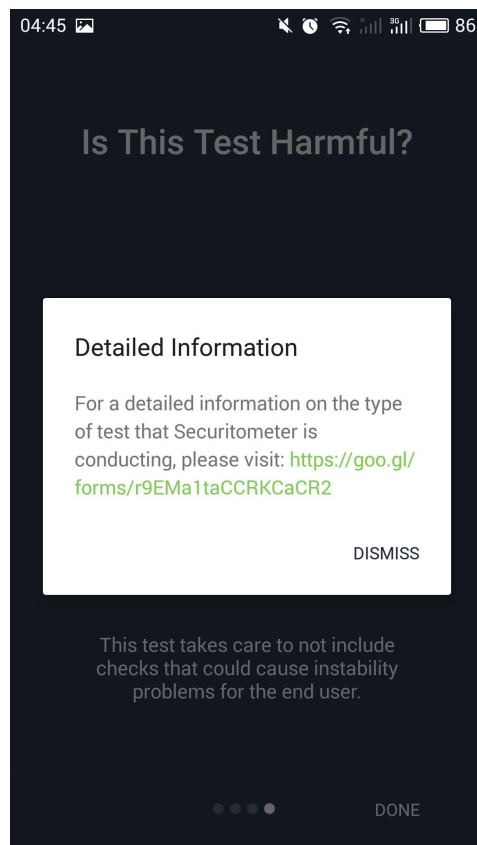 04:45
3G
86
Is This Test Harmful?
Detailed Information
For a detailed information on the type
of test that Securitometer is
conducting, please visit: https://goo.gl/
forms/r9EMa1taCCRKCaCR2
DISMISS
This test takes care to not include
checks that could cause instability
problems for the end user.
DONE